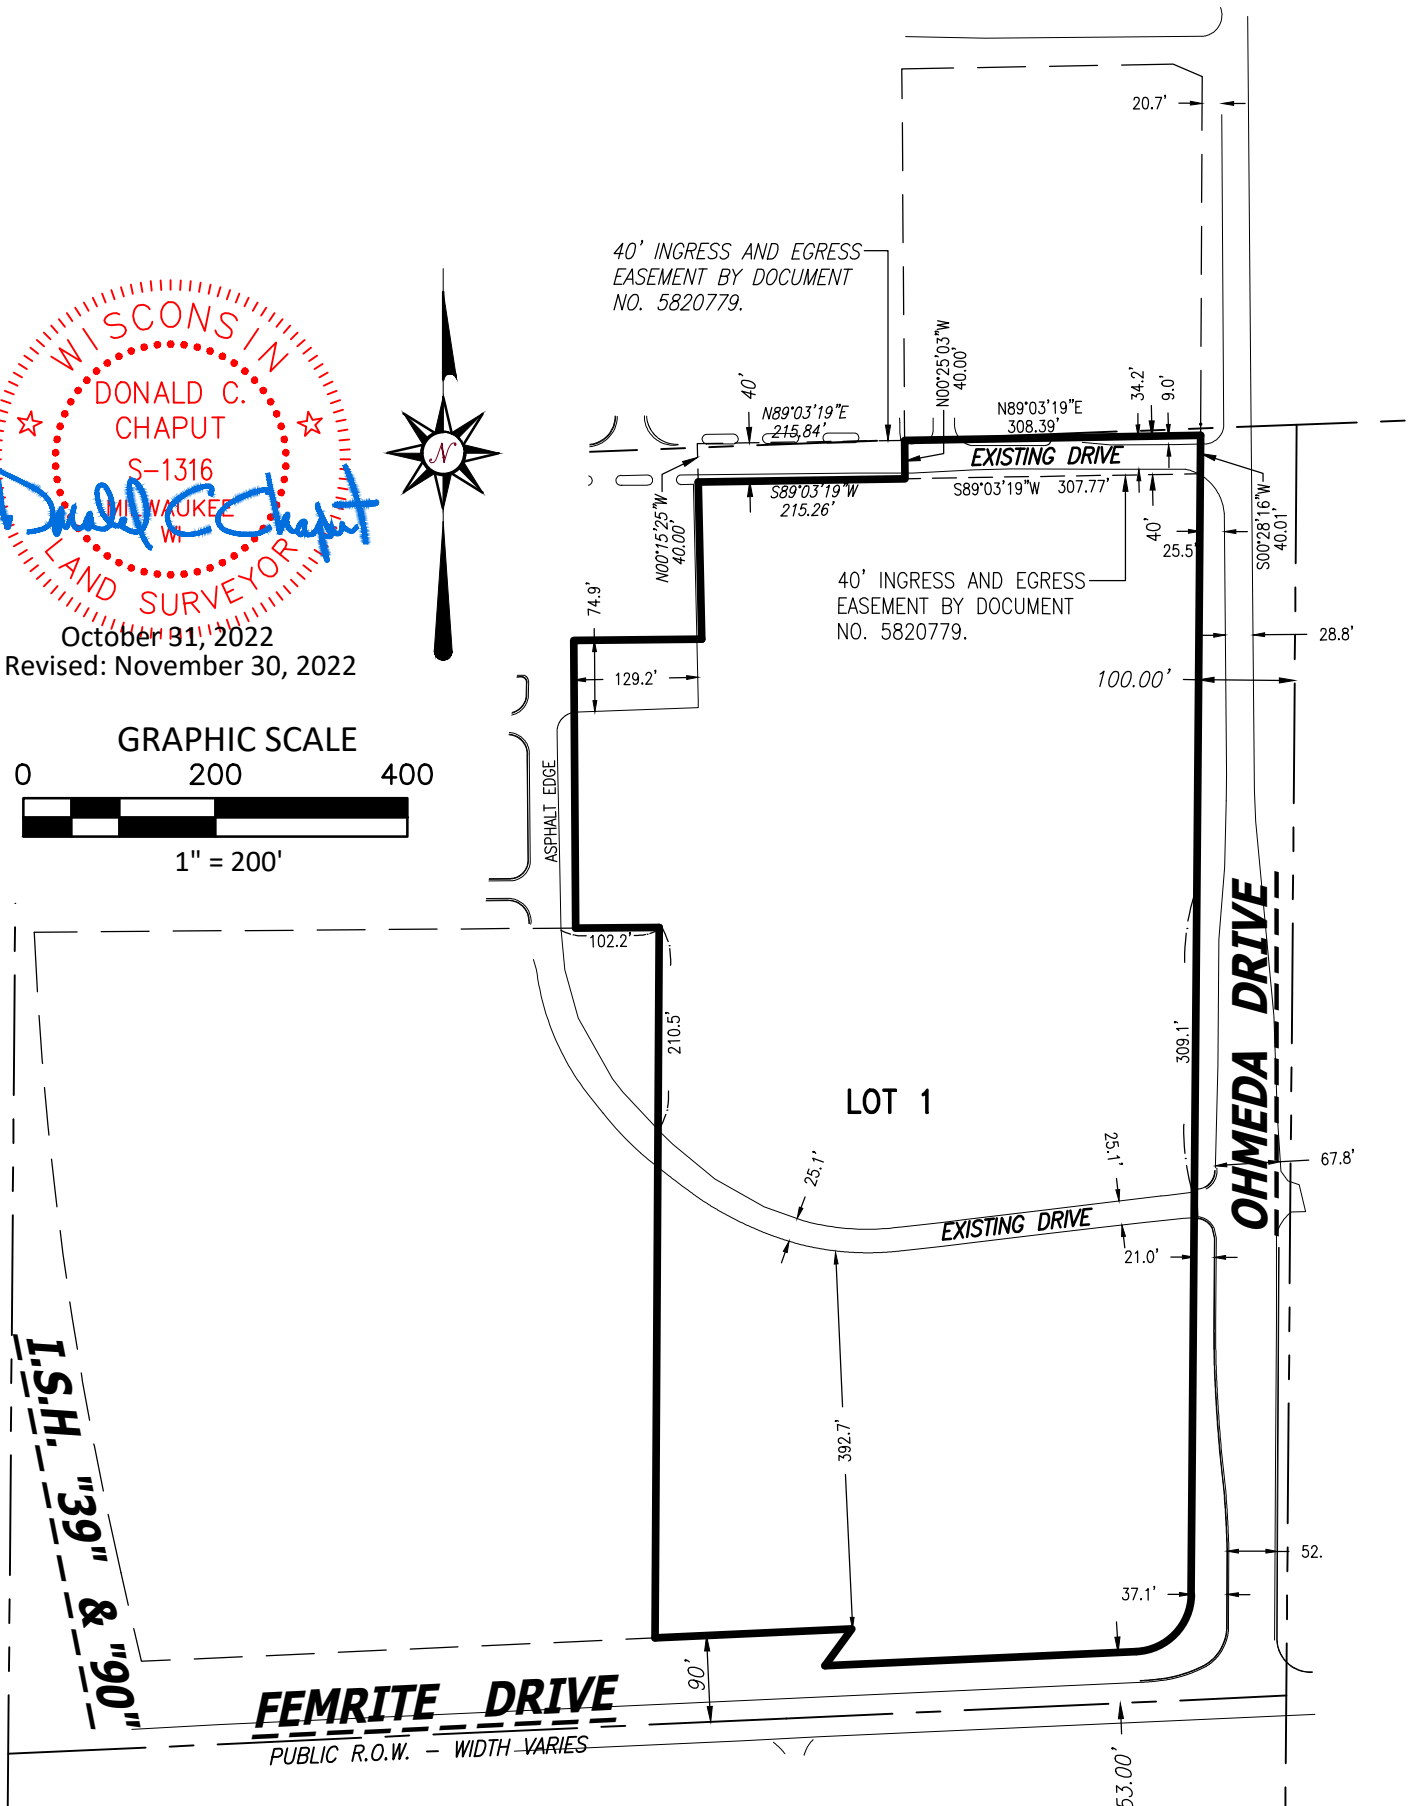 20.7'
40' INGRESS AND EGRESS
EASEMENT BY DOCUMENT
NO. 5820779.
WISCONSIN
DONALD C.
CHAPUT
S-1316
MILWAUKEE
WI
LAND SURVEYOR
Donald C Chaput
October 31, 2022
Revised: November 30, 2022
N
GRAPHIC SCALE
0 200 400
1" = 200'
40'
N89°03'19"E
215.84'
N00°25'03"W
40.00'
N89°03'19"E
308.39'
34.2'
9.0'
EXISTING DRIVE
S89°03'19"W
215.26'
S89°03'19"W 307.77'
N00°15'25"W
40.00'
40'
25.5'
S00°28'16"W
40.01'
40' INGRESS AND EGRESS
EASEMENT BY DOCUMENT
NO. 5820779.
74.9'
28.8'
129.2'
100.00'
ASPHALT EDGE
102.2'
210.5'
309.1'
OHMEDA DRIVE
LOT 1
25.1'
25.1'
67.8'
EXISTING DRIVE
21.0'
392.7'
I.S.H. "39" & "90"
52.
37.1'
90'
FEMRITE DRIVE
PUBLIC R.O.W. - WIDTH VARIES
53.00'